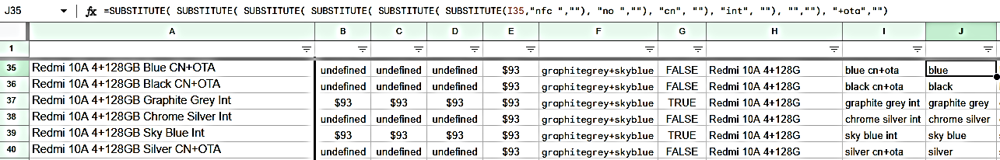 J35 fx =SUBSTITUTE( SUBSTITUTE( SUBSTITUTE( SUBSTITUTE( SUBSTITUTE( SUBSTITUTE(I35,"nfc ",""), "no ",""), "cn", ""), "int", ""), "",""), "+ota","")
A B C D E F G H I J
1
35 Redmi 10A 4+128GB Blue CN+OTA undefined undefined undefined $93 graphitegrey+skyblue FALSE Redmi 10A 4+128G blue cn+ota blue
36 Redmi 10A 4+128GB Black CN+OTA undefined undefined undefined $93 graphitegrey+skyblue FALSE Redmi 10A 4+128G black cn+ota black
37 Redmi 10A 4+128GB Graphite Grey Int $93 $93 $93 $93 graphitegrey+skyblue TRUE Redmi 10A 4+128G graphite grey int graphite grey
38 Redmi 10A 4+128GB Chrome Silver Int undefined undefined undefined $93 graphitegrey+skyblue FALSE Redmi 10A 4+128G chrome silver int chrome silver
39 Redmi 10A 4+128GB Sky Blue Int $93 $93 $93 $93 graphitegrey+skyblue TRUE Redmi 10A 4+128G sky blue int sky blue
40 Redmi 10A 4+128GB Silver CN+OTA undefined undefined undefined $93 graphitegrey+skyblue FALSE Redmi 10A 4+128G silver cn+ota silver